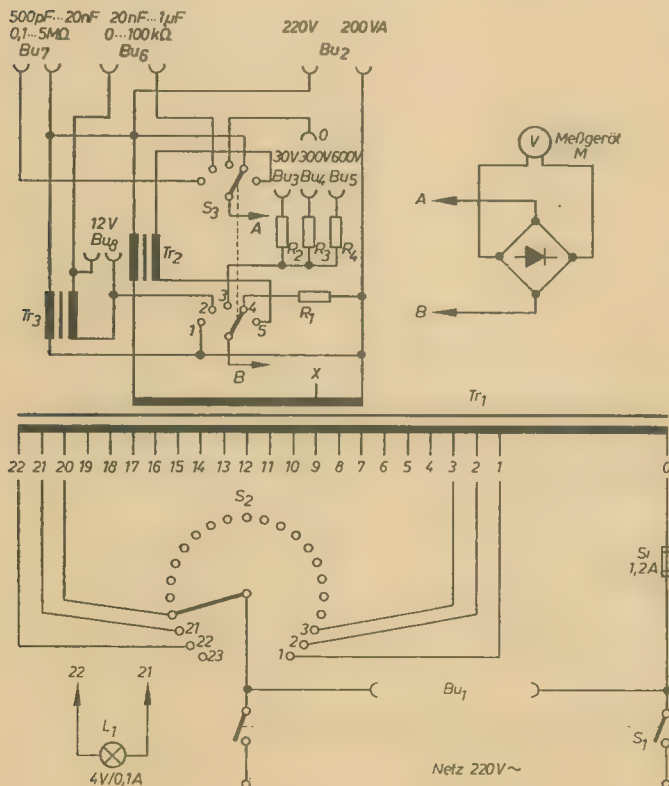 500pF...20nF 20nF...1µF 220V 200VA
0,1...5MΩ 0...100kΩ Bu2
Bu7 Bu6
0
30V 300V 600V
Bu3 Bu4 Bu5
S3
A
R2 R3 R4
12V
Bu8
Tr2
Tr3
3
2 4
1 5
R1
B
X
V Meßgerät
M
A
B
Tr1
22 21 20 19 18 17 16 15 14 13 12 11 10 9 8 7 6 5 4 3 2 1 0
S2
Si
1,2A
21
22
23
3
2
1
22 21
Bu1
L1
S1
4V/0,1A
Netz 220V~